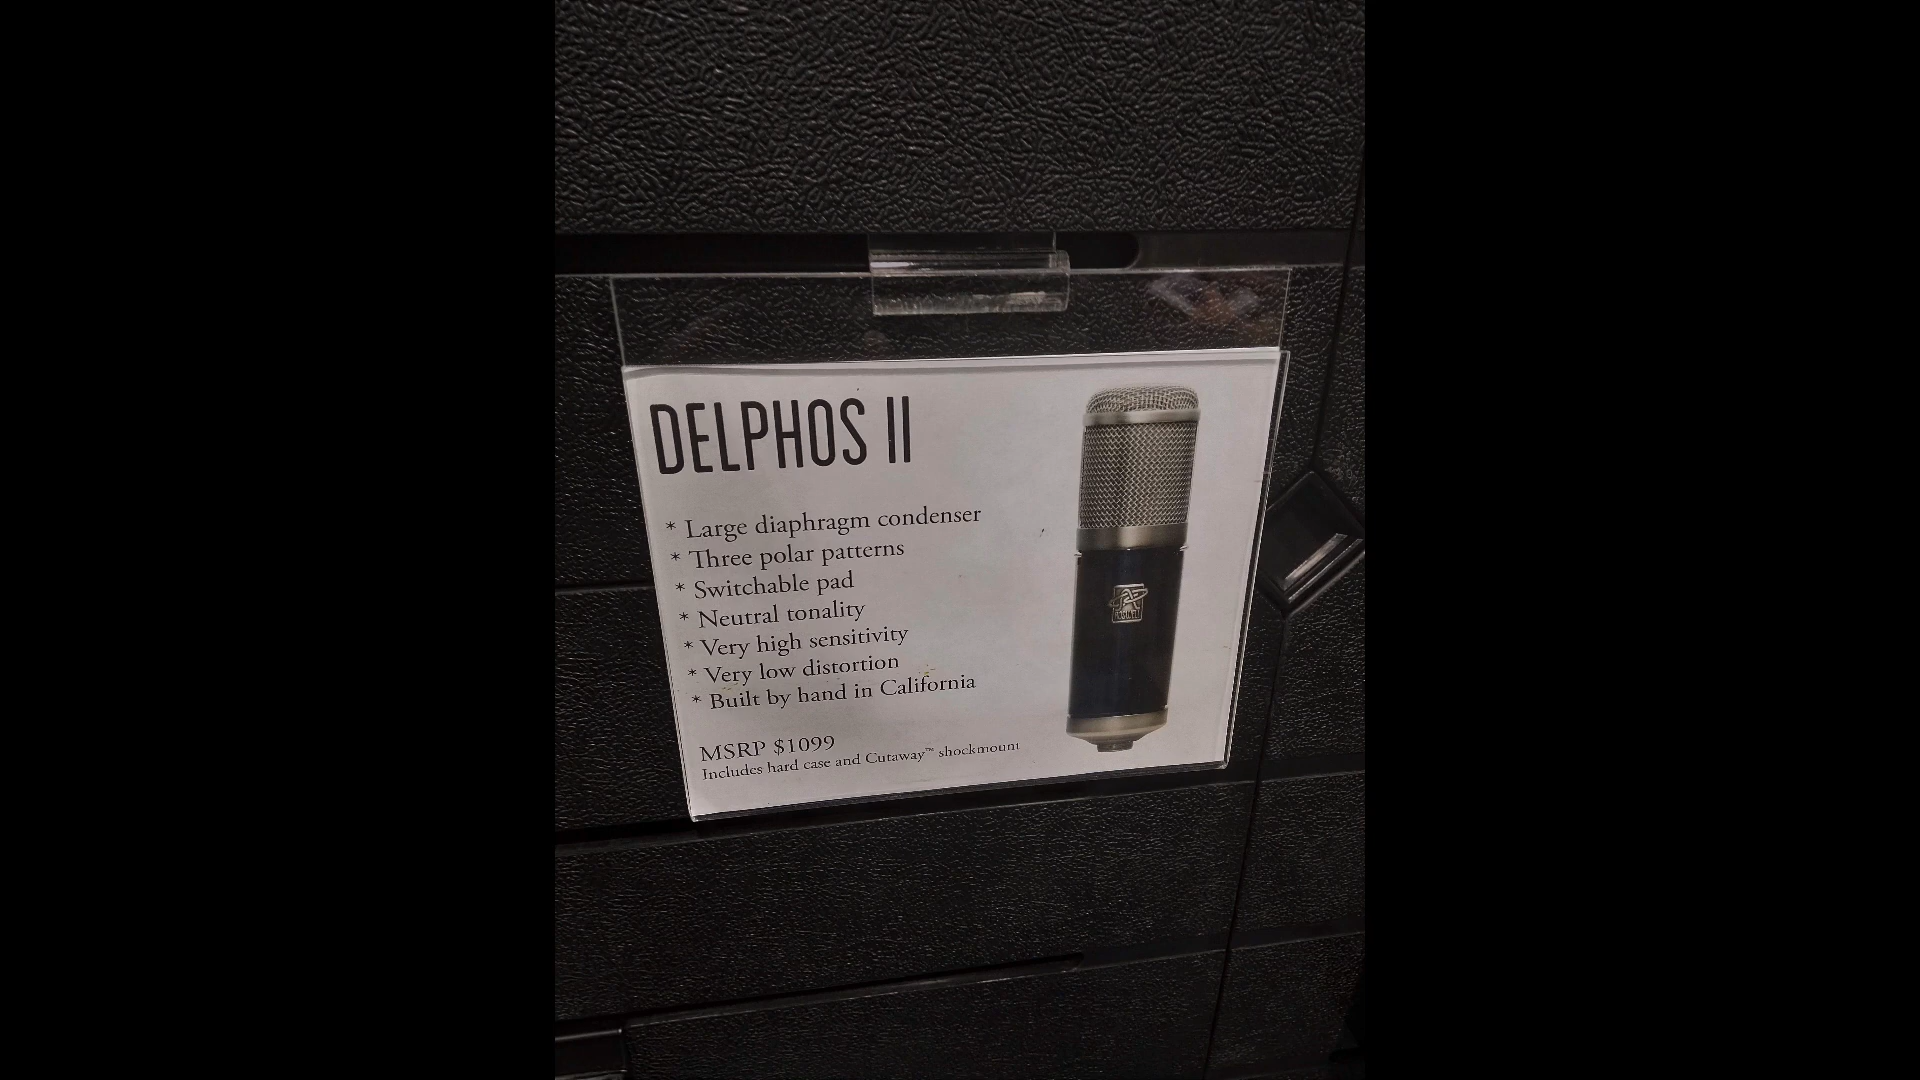 DELPHOS II
* Large diaphragm condenser
* Three polar patterns
* Switchable pad
* Neutral tonality
* Very high sensitivity
* Very low distortion
* Built by hand in California
MSRP $1099
Includes hard case and Cutaway™ shockmount